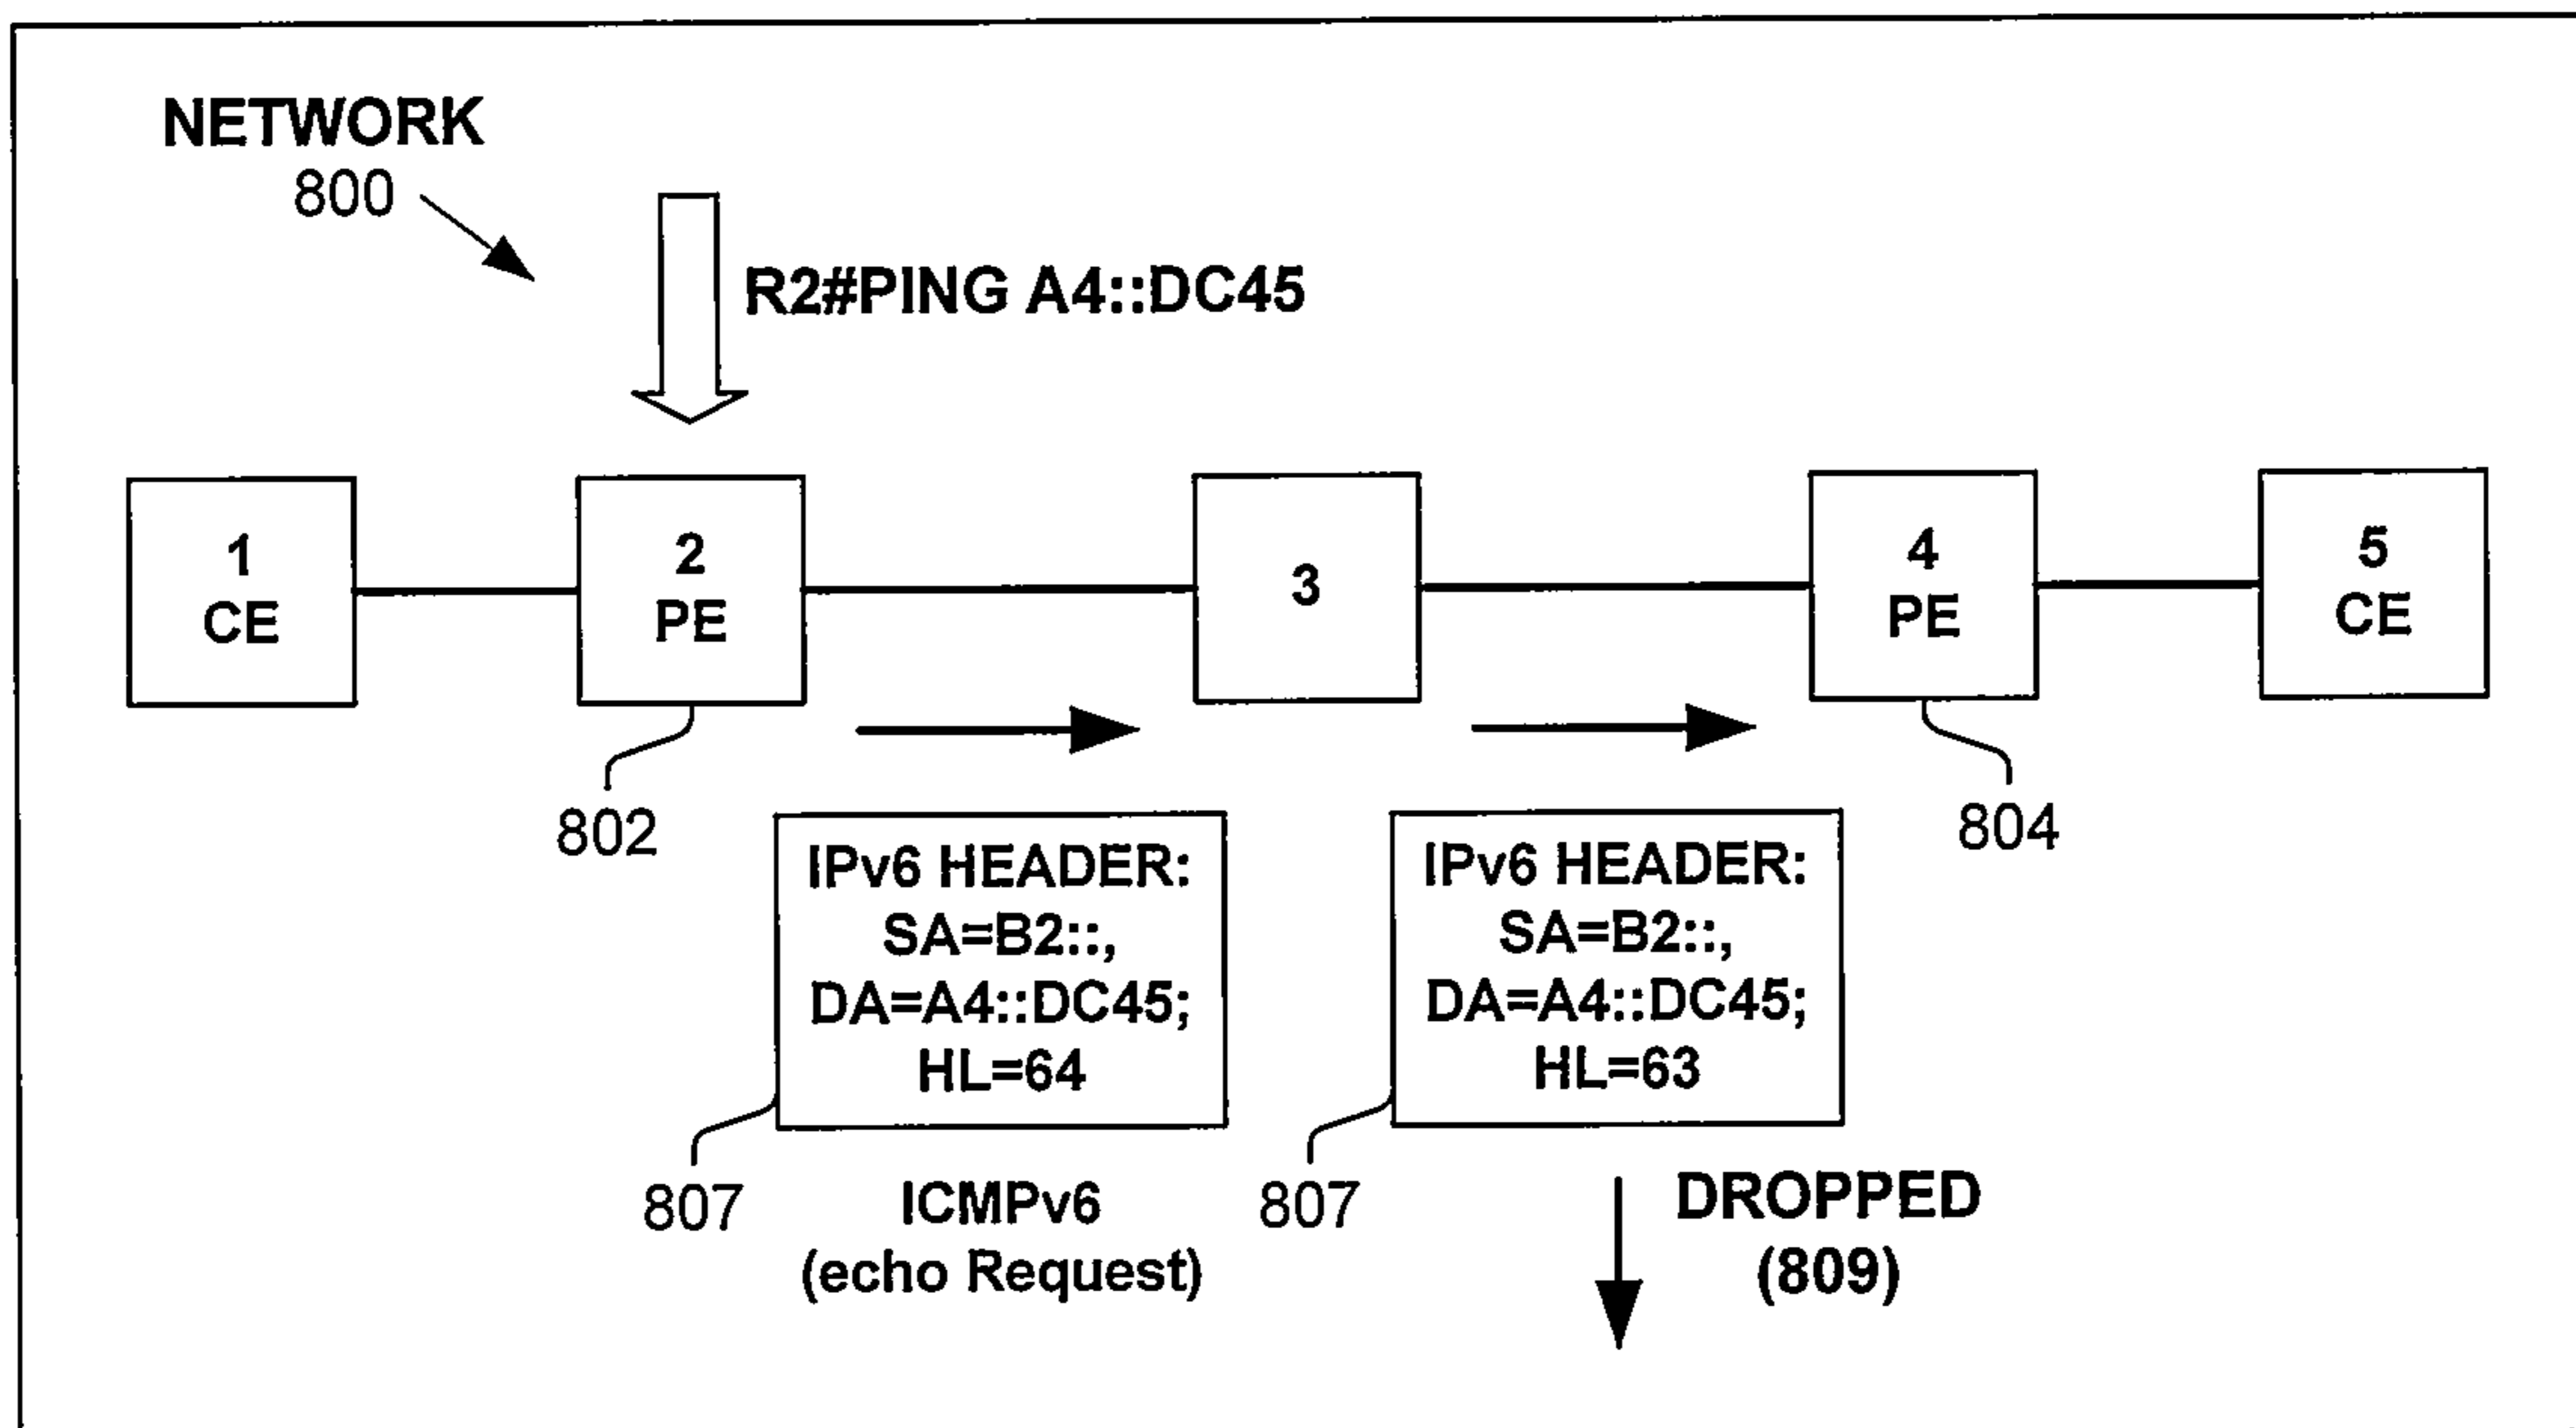 NETWORK
800
R2#PING A4::DC45
1
CE
2
PE
3
4
PE
5
CE
802
804
IPv6 HEADER:
SA=B2::,
DA=A4::DC45;
HL=64
IPv6 HEADER:
SA=B2::,
DA=A4::DC45;
HL=63
807
ICMPv6
(echo Request)
807
DROPPED
(809)